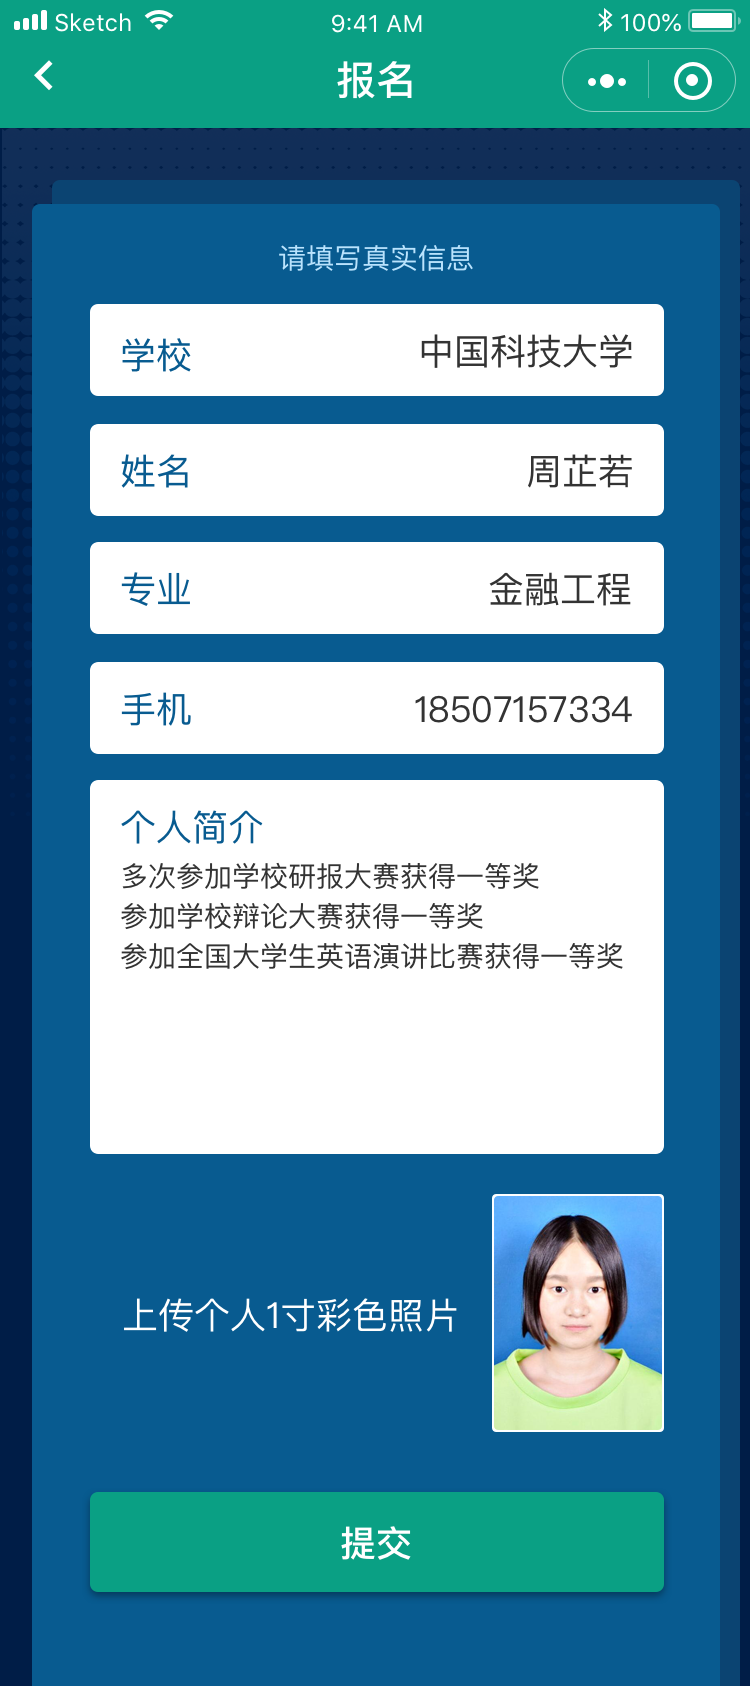 Sketch 9:41 AM 100%
报名
请填写真实信息
学校 中国科技大学
姓名 周芷若
专业 金融工程
手机 18507157334
个人简介
多次参加学校研报大赛获得一等奖
参加学校辩论大赛获得一等奖
参加全国大学生英语演讲比赛获得一等奖
上传个人1寸彩色照片
提交